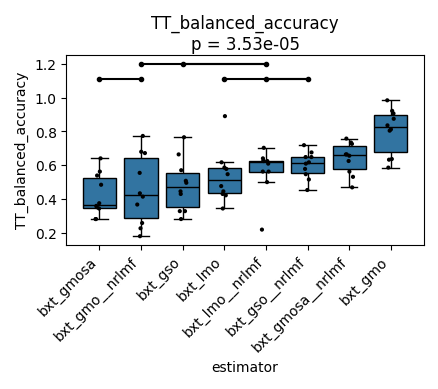 TT_balanced_accuracy
p = 3.53e-05
TT_balanced_accuracy
1.2
1.0
0.8
0.6
0.4
0.2
bxt_gmosa
bxt_gmo__nrlmf
bxt_gso
bxt_lmo
bxt_lmo__nrlmf
bxt_gso__nrlmf
bxt_gmosa__nrlmf
bxt_gmo
estimator